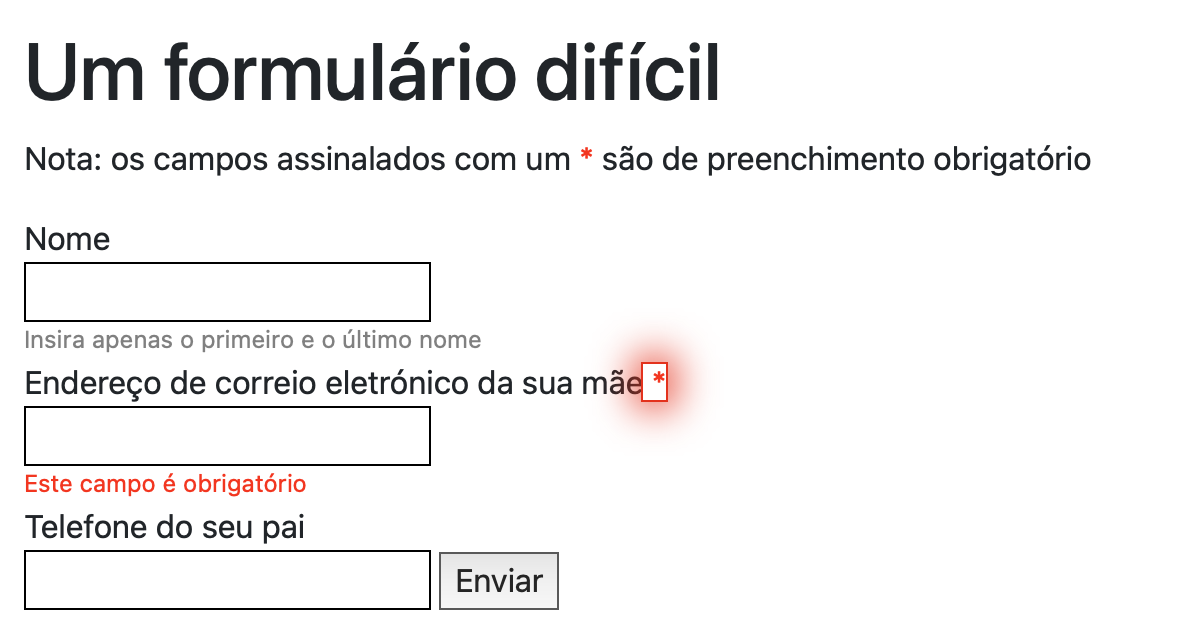 Um formulário difícil
Nota: os campos assinalados com um * são de preenchimento obrigatório
Nome
Insira apenas o primeiro e o último nome
Endereço de correio eletrónico da sua mãe *
Este campo é obrigatório
Telefone do seu pai
Enviar